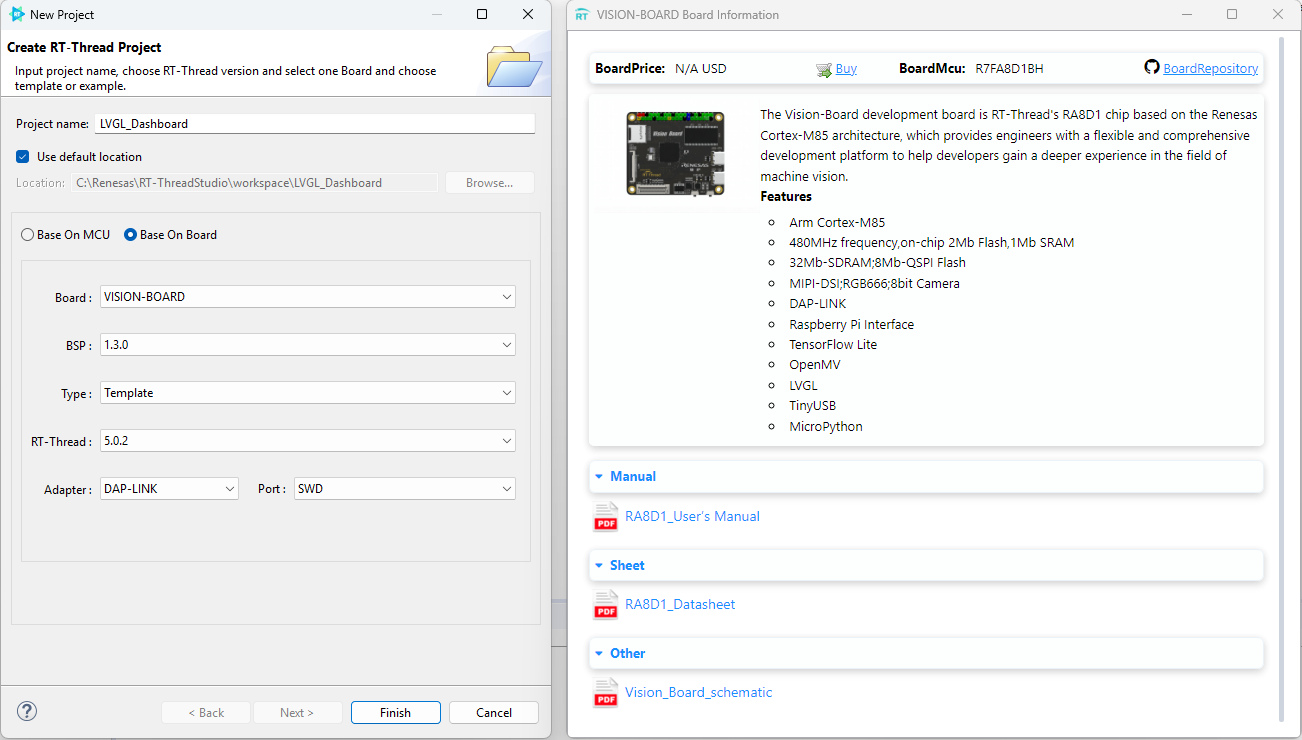 New Project
Create RT-Thread Project
Input project name, choose RT-Thread version and select one Board and choose
template or example.
Project name: LVGL_Dashboard
Use default location
Location: C:\Renesas\RT-ThreadStudio\workspace\LVGL_Dashboard Browse...
Base On MCU Base On Board
Board : VISION-BOARD
BSP : 1.3.0
Type : Template
RT-Thread : 5.0.2
Adapter : DAP-LINK Port : SWD
< Back Next > Finish Cancel
RT VISION-BOARD Board Information
BoardPrice: N/A USD Buy BoardMcu: R7FA8D1BH BoardRepository
Vision Board
RENESAS
The Vision-Board development board is RT-Thread's RA8D1 chip based on the Renesas
Cortex-M85 architecture, which provides engineers with a flexible and comprehensive
development platform to help developers gain a deeper experience in the field of
machine vision.
Features
Arm Cortex-M85
480MHz frequency,on-chip 2Mb Flash,1Mb SRAM
32Mb-SDRAM;8Mb-QSPI Flash
MIPI-DSI;RGB666;8bit Camera
DAP-LINK
Raspberry Pi Interface
TensorFlow Lite
OpenMV
LVGL
TinyUSB
MicroPython
Manual
PDF RA8D1_User's Manual
Sheet
PDF RA8D1_Datasheet
Other
PDF Vision_Board_schematic